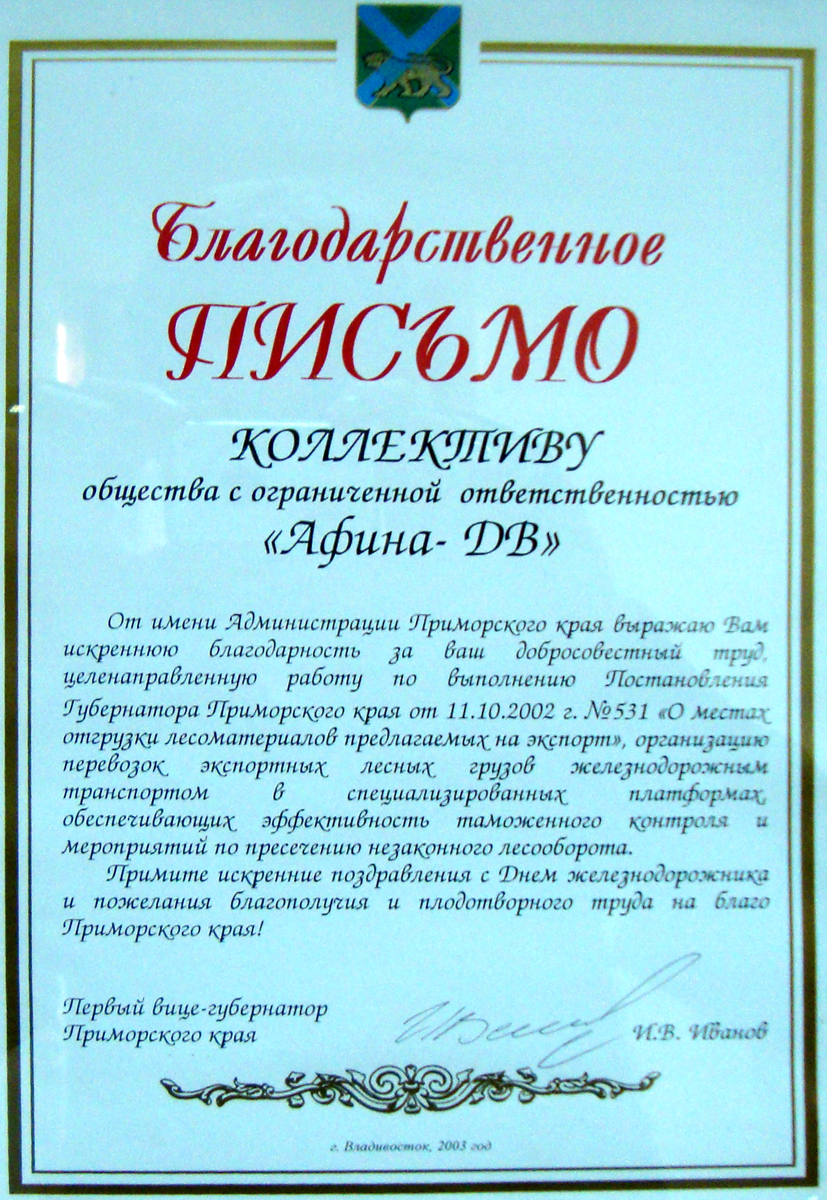 Благодарственное
ПИСЬМО
КОЛЛЕКТИВУ
общества с ограниченной ответственностью
«Афина- ДВ»
От имени Администрации Приморского края выражаю Вам
искреннюю благодарность за ваш добросовестный труд,
целенаправленную работу по выполнению Постановления
Губернатора Приморского края от 11.10.2002 г. №531 «О местах
отгрузки лесоматериалов предлагаемых на экспорт», организацию
перевозок экспортных лесных грузов железнодорожным
транспортом в специализированных платформах,
обеспечивающих эффективность таможенного контроля и
мероприятий по пресечению незаконного лесооборота.
Примите искренние поздравления с Днем железнодорожника
и пожелания благополучия и плодотворного труда на благо
Приморского края!
Первый вице-губернатор
Приморского края И.В. Иванов
г. Владивосток, 2003 год